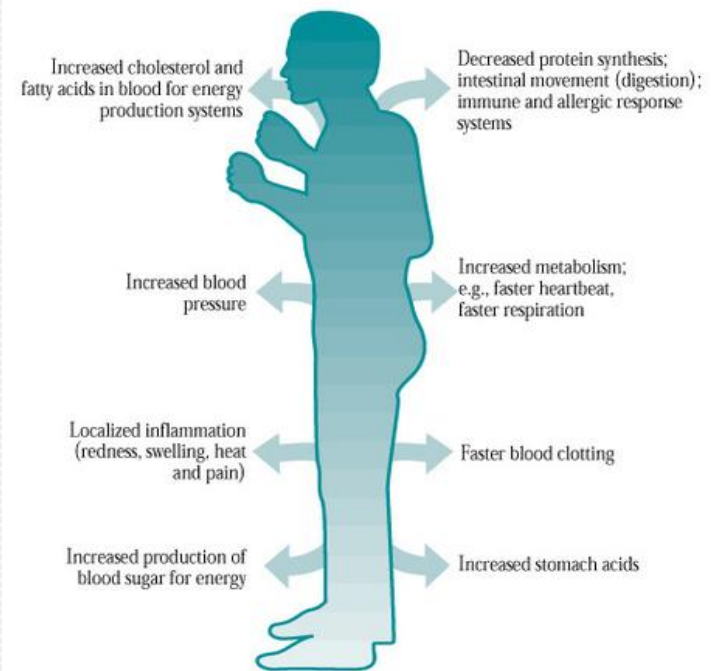 Increased cholesterol and
fatty acids in blood for energy
production systems
Decreased protein synthesis;
intestinal movement (digestion);
immune and allergic response
systems
Increased blood
pressure
Increased metabolism;
e.g., faster heartbeat,
faster respiration
Localized inflammation
(redness, swelling, heat
and pain)
Faster blood clotting
Increased production of
blood sugar for energy
Increased stomach acids